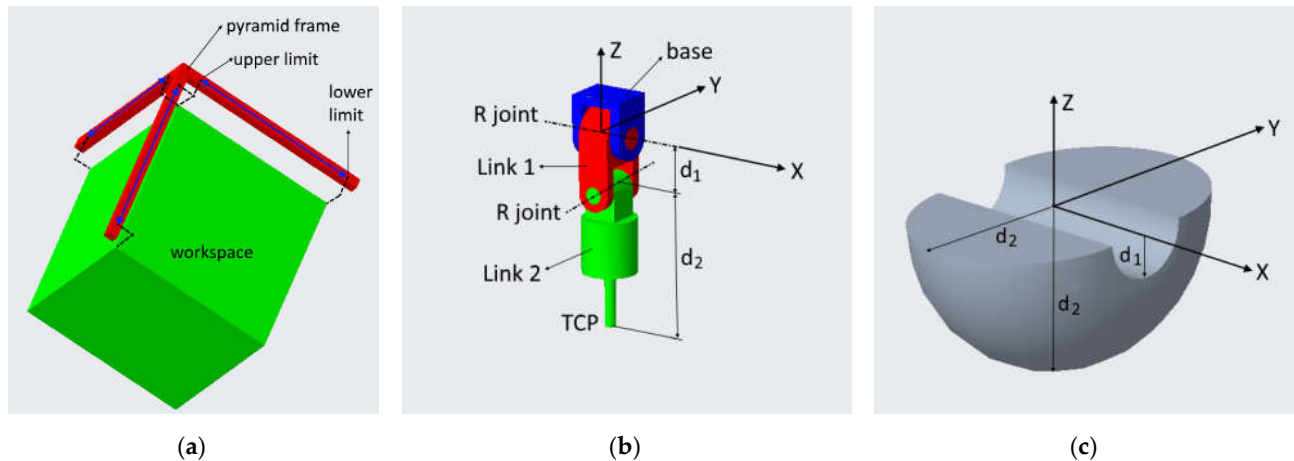 pyramid frame
upper limit
lower
limit
workspace
(a)
Z
base
Y
R joint
Link 1
d1
X
R joint
Link 2
d2
TCP
(b)
Z
Y
d2
d1
X
d2
(c)